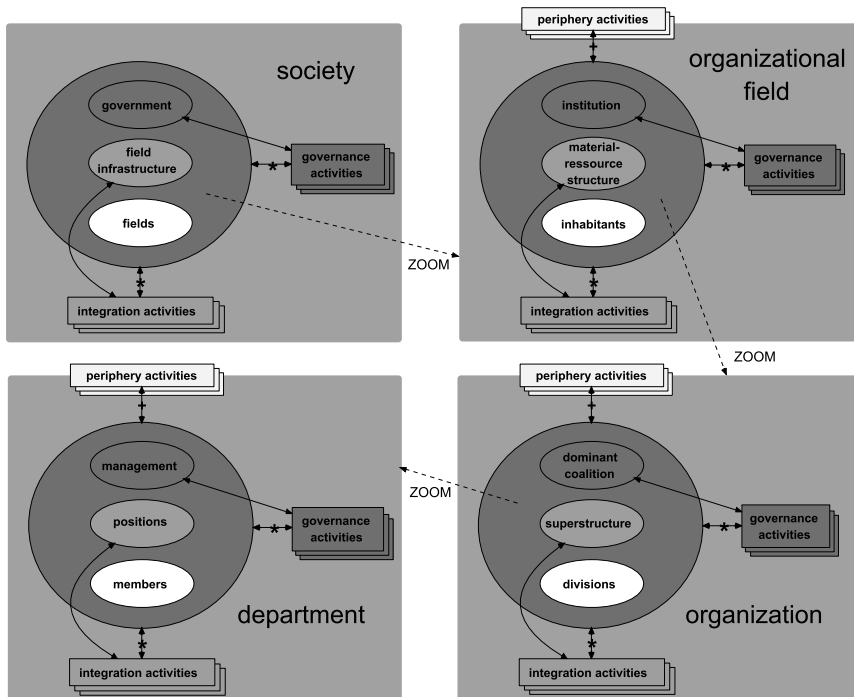 society
government
field
infrastructure
fields
governance
activities
*
*
integration activities
ZOOM
periphery activities
+
organizational
field
institution
material-
ressource
structure
inhabitants
governance
activities
*
*
integration activities
ZOOM
periphery activities
+
management
positions
members
governance
activities
*
*
department
integration activities
ZOOM
periphery activities
+
dominant
coalition
superstructure
divisions
governance
activities
*
*
organization
integration activities